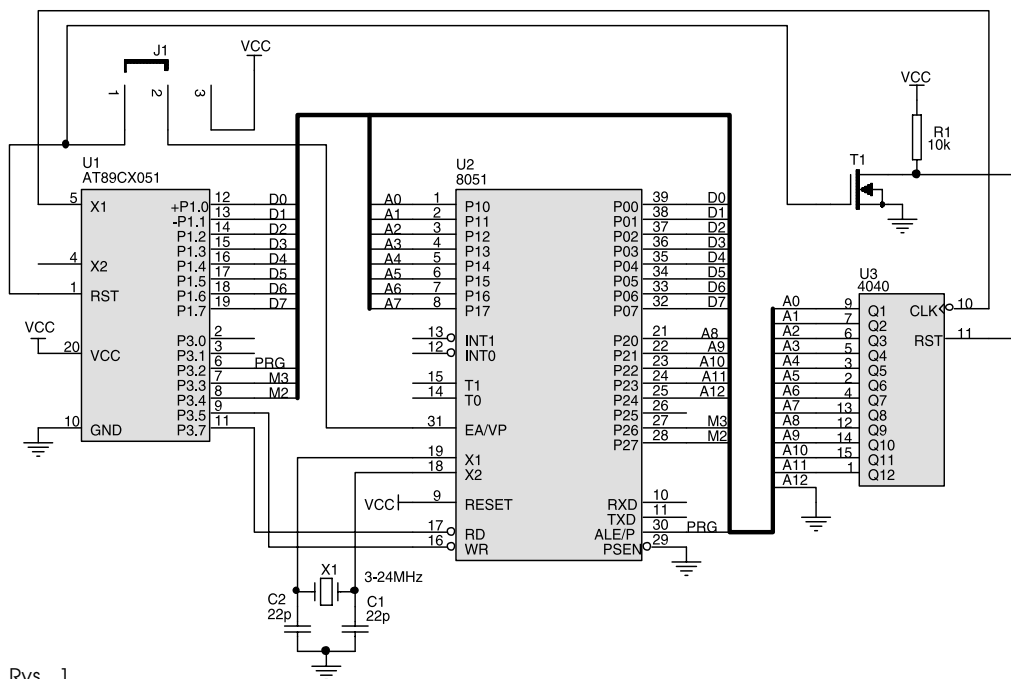 J1
VCC
1
2
3
VCC
R1
10k
T1
U1
AT89CX051
5 X1
4 X2
1 RST
VCC
20 VCC
10 GND
+P1.0 12 D0
-P1.1 13 D1
P1.2 14 D2
P1.3 15 D3
P1.4 16 D4
P1.5 17 D5
P1.6 18 D6
P1.7 19 D7
P3.0 2
P3.1 3
P3.2 6 PRG
P3.3 7 M3
P3.4 8 M2
P3.5 9
P3.7 11
U2
8051
A0 1 P10
A1 2 P11
A2 3 P12
A3 4 P13
A4 5 P14
A5 6 P15
A6 7 P16
A7 8 P17
13 INT1
12 INT0
15 T1
14 T0
31 EA/VP
19 X1
18 X2
VCC 9 RESET
17 RD
16 WR
P00 39 D0
P01 38 D1
P02 37 D2
P03 36 D3
P04 35 D4
P05 34 D5
P06 33 D6
P07 32 D7
P20 21 A8
P21 22 A9
P22 23 A10
P23 24 A11
P24 25 A12
P25 26
P26 27 M3
P27 28 M2
RXD 10
TXD 11
ALE/P 30 PRG
PSEN 29
U3
4040
A0 9 Q1
A1 7 Q2
A2 6 Q3
A3 5 Q4
A4 3 Q5
A5 2 Q6
A6 4 Q7
A7 13 Q8
A8 12 Q9
A9 14 Q10
A10 15 Q11
A11 1 Q12
A12
CLK 10
RST 11
X1
3-24MHz
C2
22p
C1
22p
Rys. 1